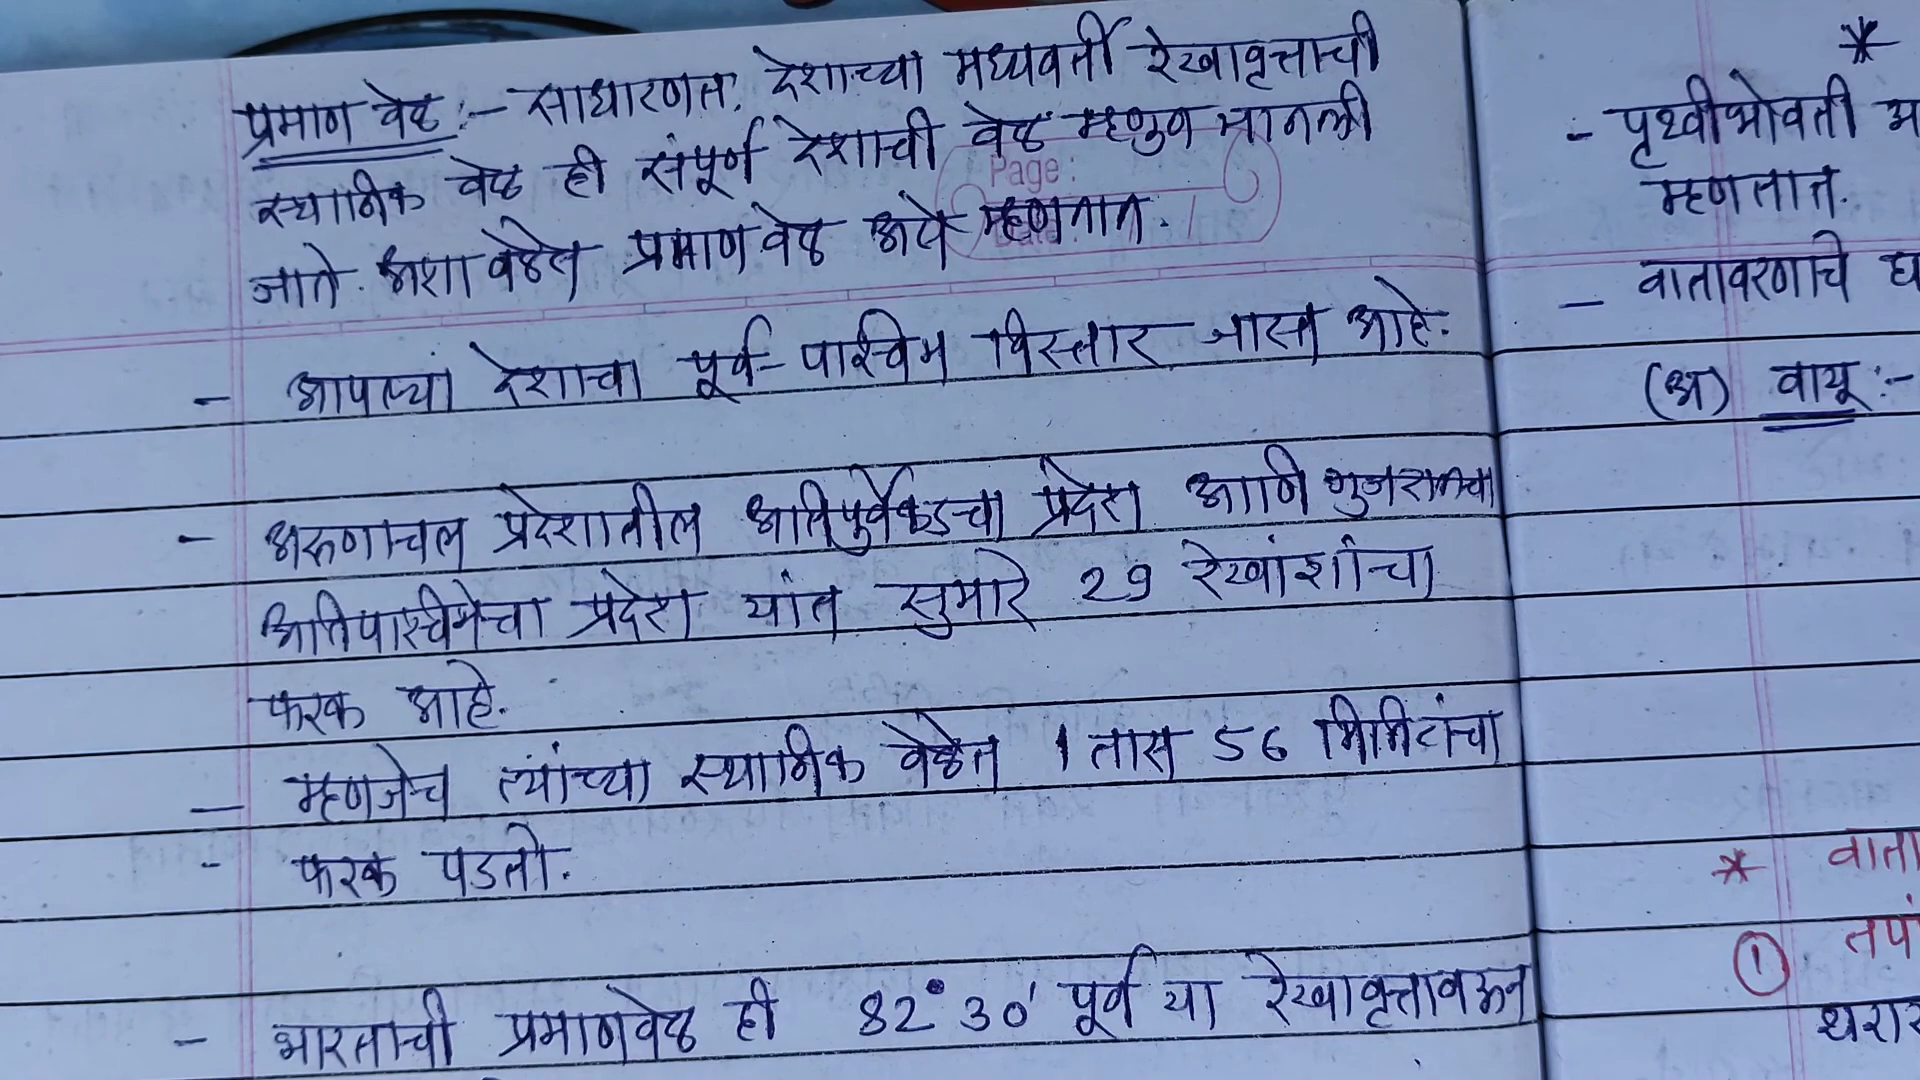 प्रमाण वेळ :- साधारणतः देशाच्या मध्यवर्ती रेखावृत्ताची
स्थानिक वेळ ही संपूर्ण देशाची वेळ म्हणुन मानली
Page :
जाते. अशा वेळेस प्रमाण वेळ असे म्हणतात.
- आपल्या देशाचा पूर्व-पश्चिम विस्तार जास्त आहे.
- अरुणाचल प्रदेशातील अतिपुर्वेकडचा प्रदेश आणि गुजरातच्या
अतिपश्चिमेचा प्रदेश यांत सुमारे 29 रेखांशांचा
फरक आहे.
- म्हणजेच त्यांच्या स्थानिक वेळेत 1 तास 56 मिनिटांचा
- फरक पडतो.
- भारताची प्रमाणवेळ ही 82° 30' पूर्व या रेखावृत्तावरून
*
- पृथ्वीभोवती अ
म्हणतात.
- वातावरणाचे घ
(अ) वायू :-
* वाता
① तपां
थरार